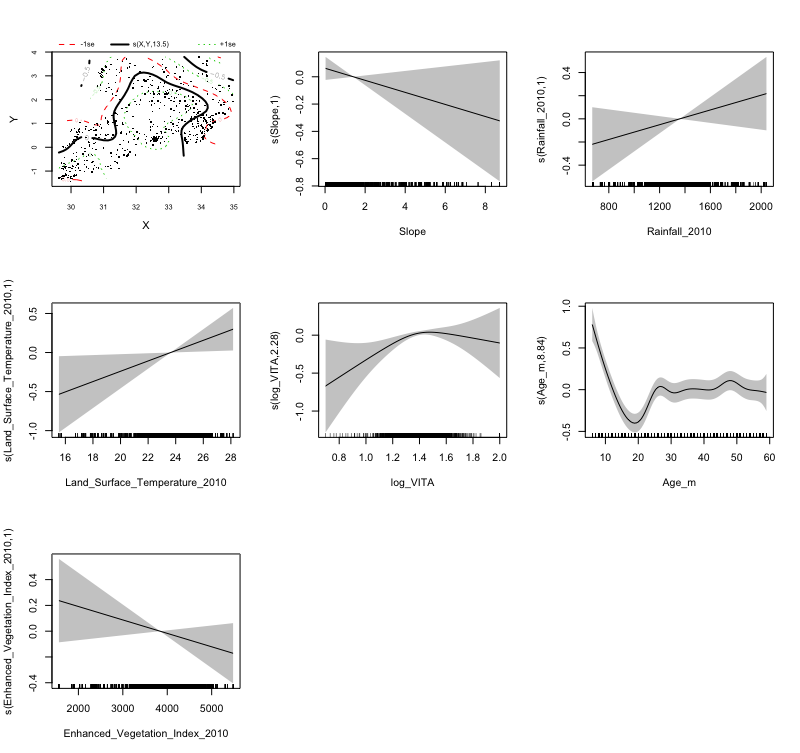 -1se s(X,Y,13.5) +1se
-0.5
-0.5
Y
-1 0 1 2 3 4
30 31 32 33 34 35
X
s(Slope,1)
-0.8 -0.6 -0.4 -0.2 0.0
0 2 4 6 8
Slope
s(Rainfall_2010,1)
-0.4 0.0 0.4
800 1200 1600 2000
Rainfall_2010
s(Land_Surface_Temperature_2010,1)
-1.0 -0.5 0.0 0.5
16 18 20 22 24 26 28
Land_Surface_Temperature_2010
s(log_VITA,2.28)
-1.0 -0.5 0.0
0.8 1.0 1.2 1.4 1.6 1.8 2.0
log_VITA
s(Age_m,8.84)
-0.5 0.0 0.5 1.0
10 20 30 40 50 60
Age_m
s(Enhanced_Vegetation_Index_2010,1)
-0.4 0.0 0.2 0.4
2000 3000 4000 5000
Enhanced_Vegetation_Index_2010